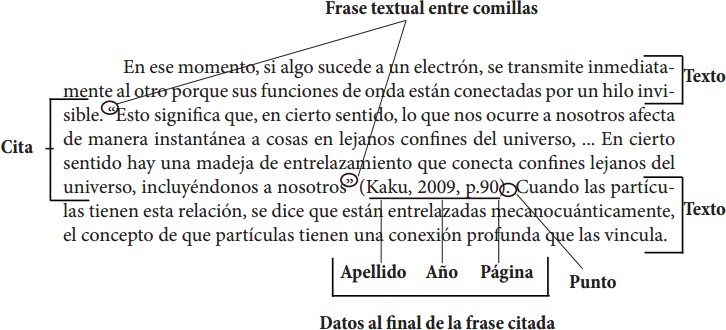 Frase textual entre comillas
En ese momento, si algo sucede a un electrón, se transmite inmediata-
mente al otro porque sus funciones de onda están conectadas por un hilo invi-
sible. “Esto significa que, en cierto sentido, lo que nos ocurre a nosotros afecta
de manera instantánea a cosas en lejanos confines del universo, ... En cierto
sentido hay una madeja de entrelazamiento que conecta confines lejanos del
universo, incluyéndonos a nosotros” (Kaku, 2009, p.90). Cuando las partícu-
las tienen esta relación, se dice que están entrelazadas mecanocuánticamente,
el concepto de que partículas tienen una conexión profunda que las vincula.
Texto
Cita
Texto
Apellido Año Página
Punto
Datos al final de la frase citada